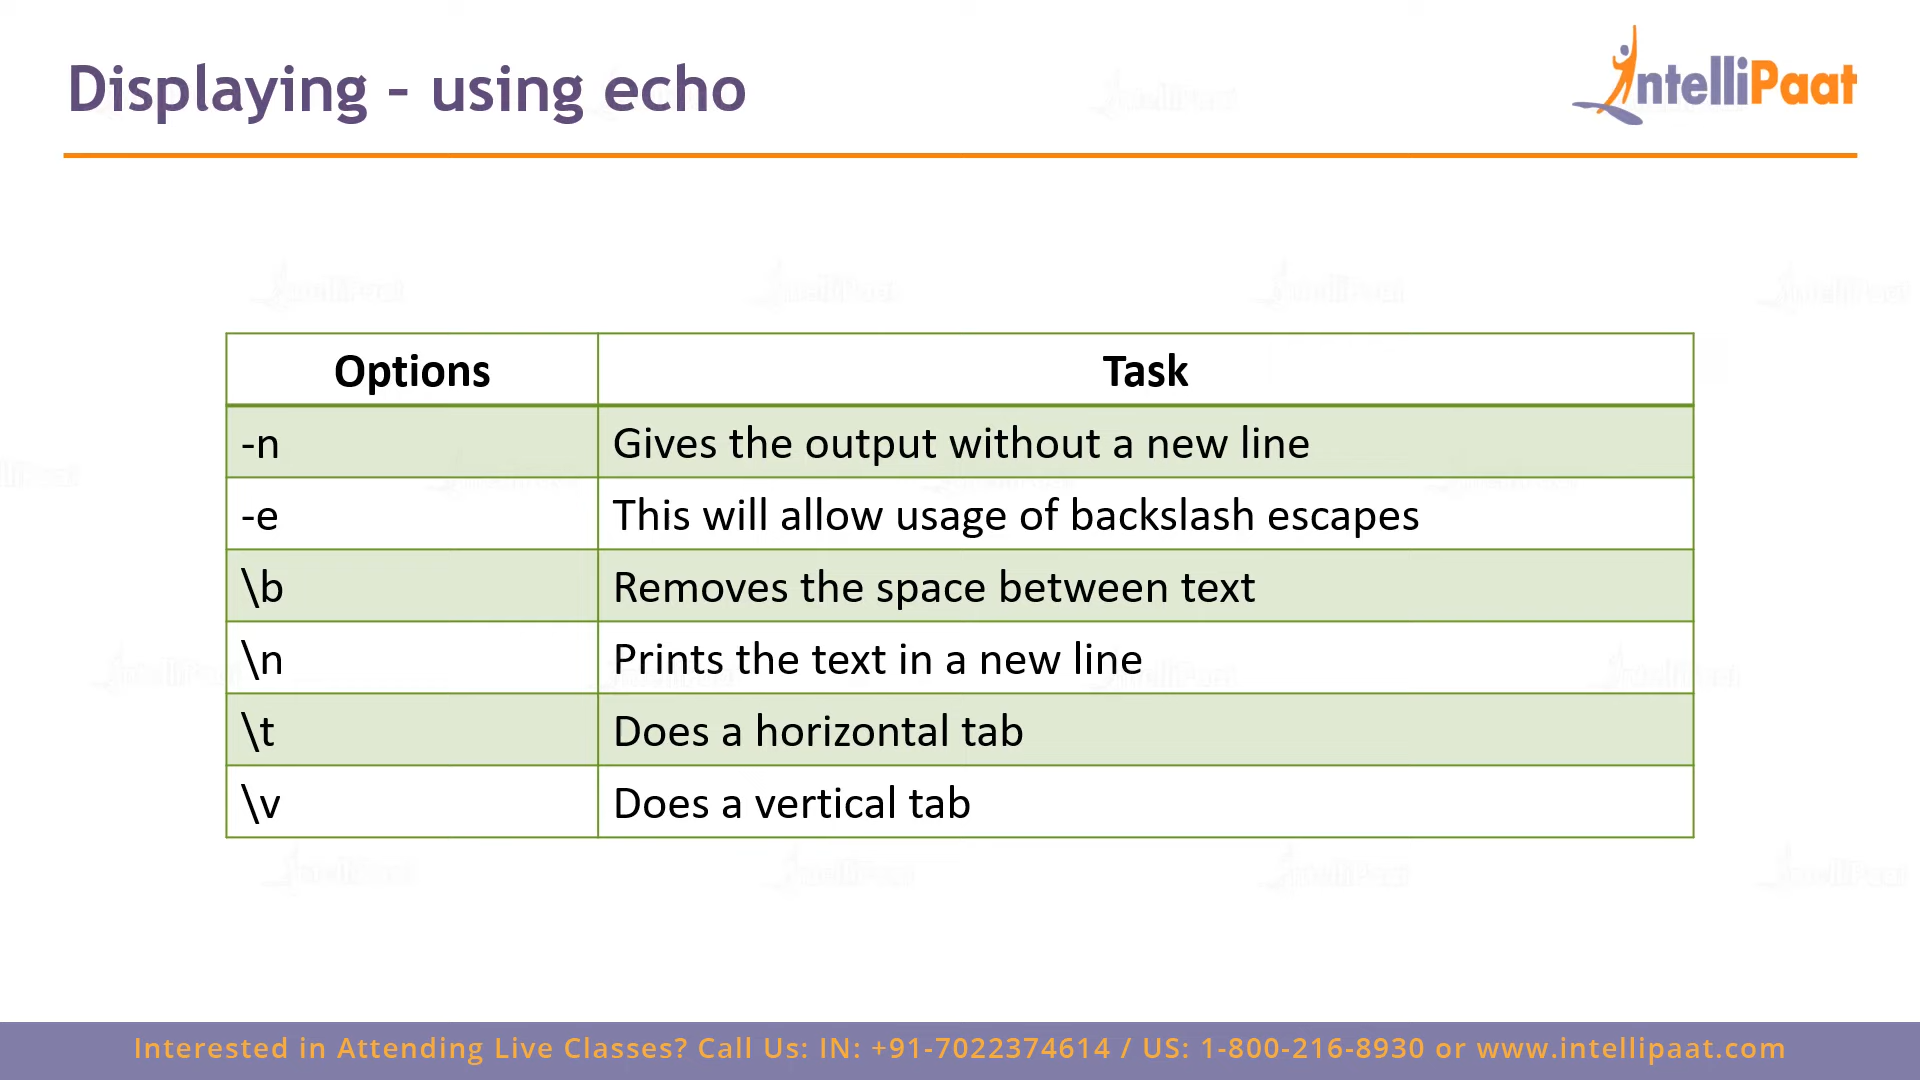 Displaying - using echo
IntelliPaat
Options Task
-n Gives the output without a new line
-e This will allow usage of backslash escapes
\b Removes the space between text
\n Prints the text in a new line
\t Does a horizontal tab
\v Does a vertical tab
Interested in Attending Live Classes? Call Us: IN: +91-7022374614 / US: 1-800-216-8930 or www.intellipaat.com